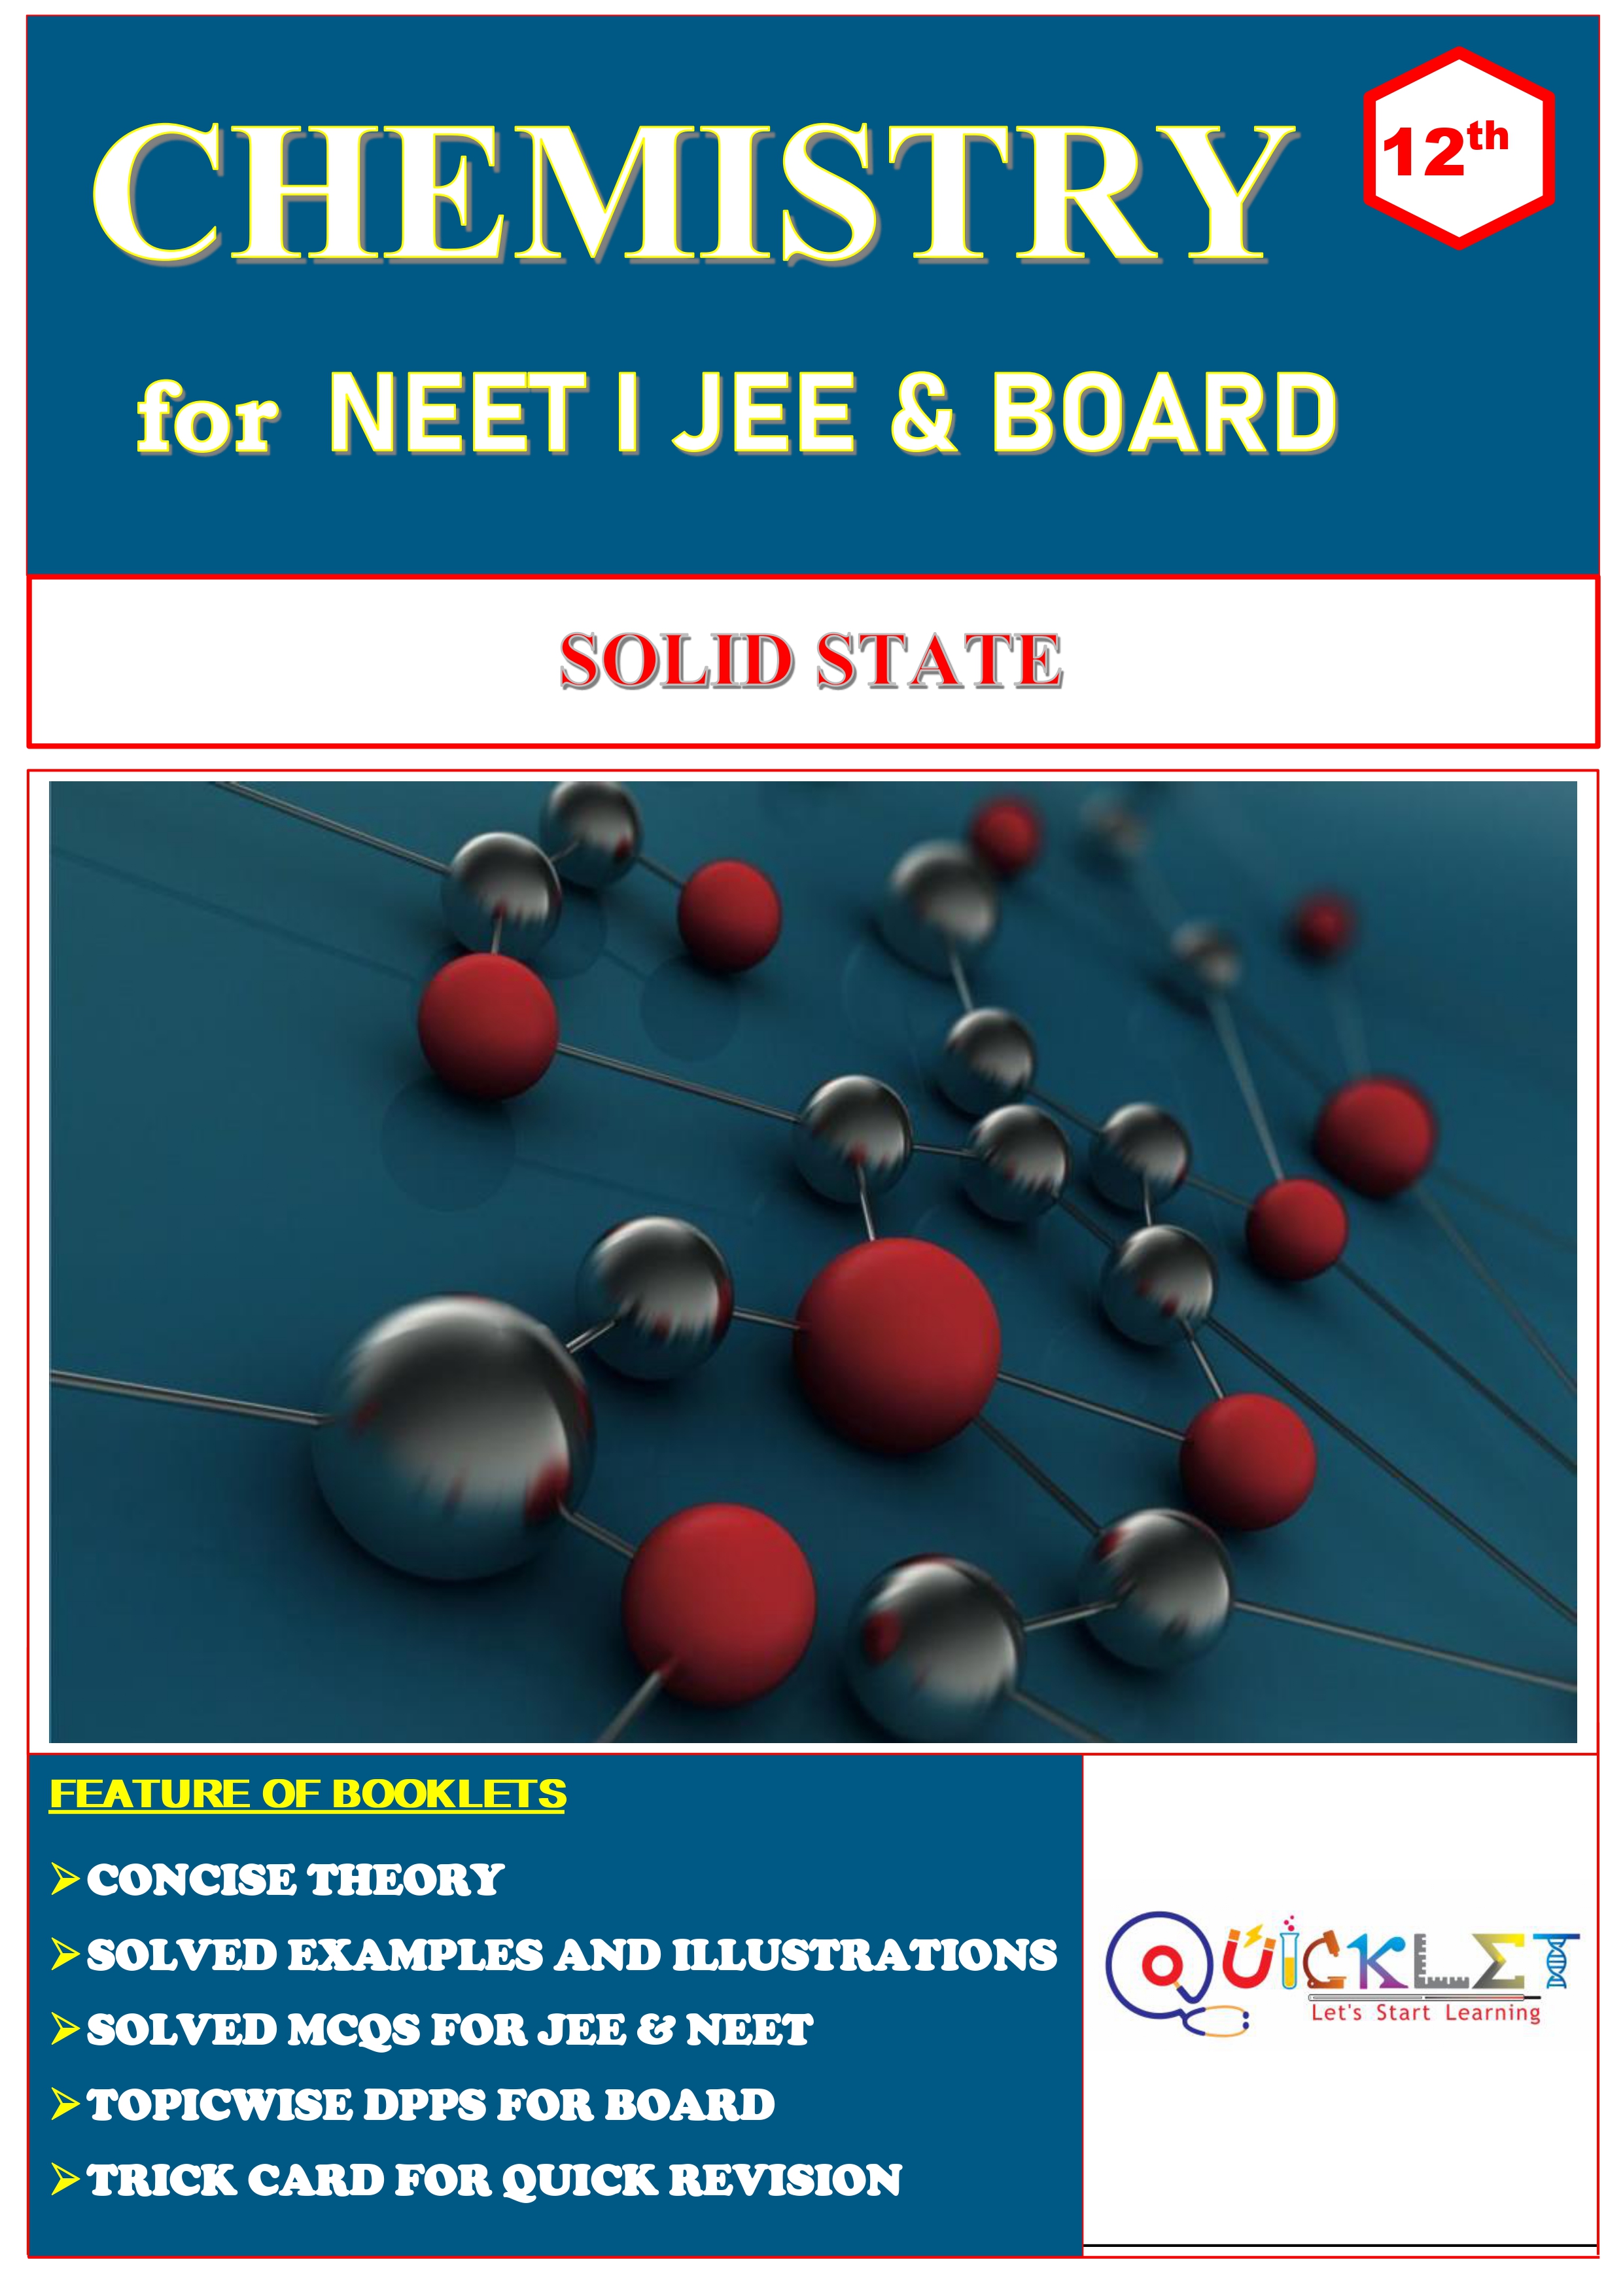 CHEMISTRY
12th
for NEET I JEE & BOARD
SOLID STATE
FEATURE OF BOOKLETS
CONCISE THEORY
SOLVED EXAMPLES AND ILLUSTRATIONS
SOLVED MCQS FOR JEE & NEET
TOPICWISE DPPS FOR BOARD
TRICK CARD FOR QUICK REVISION
QUICKLET
Let's Start Learning